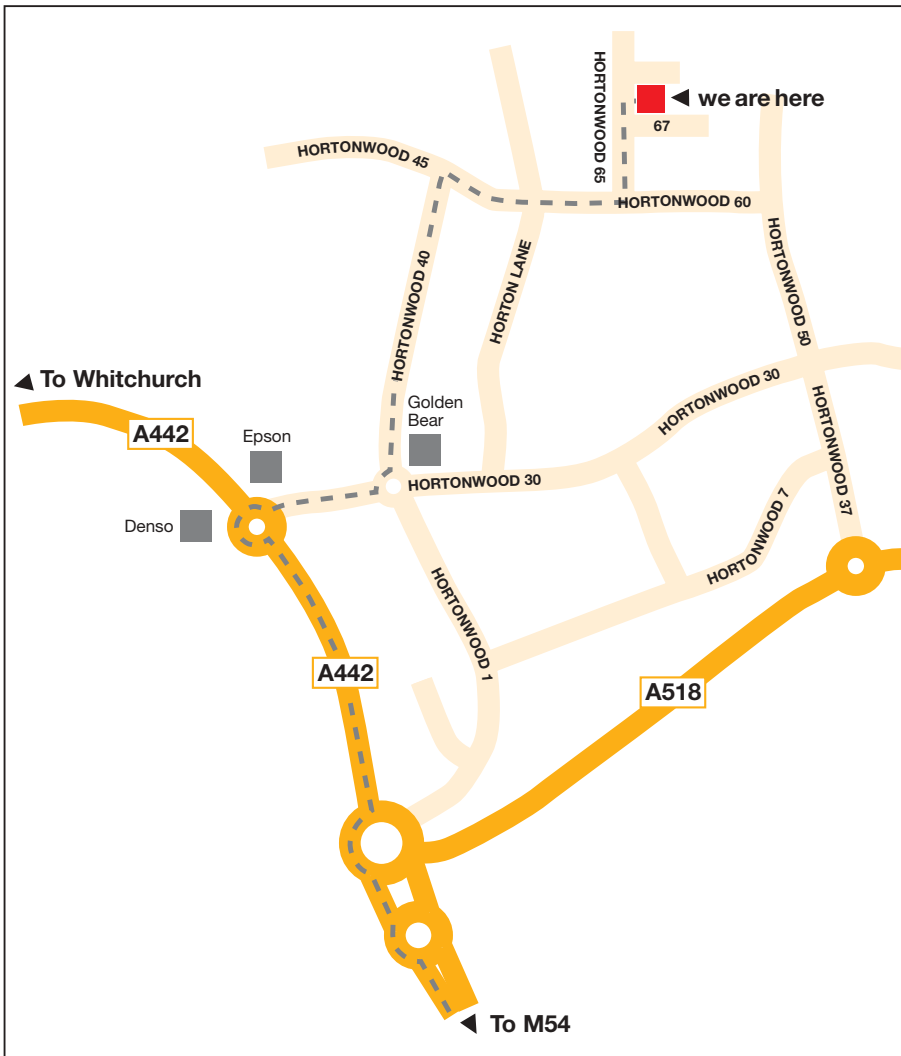 HORTONWOOD 65
we are here
67
HORTONWOOD 45
HORTONWOOD 60
HORTONWOOD 40
HORTON LANE
HORTONWOOD 50
To Whitchurch
A442
Epson
Golden
Bear
HORTONWOOD 30
HORTONWOOD 30
HORTONWOOD 37
Denso
HORTONWOOD 7
HORTONWOOD 1
A442
A518
To M54